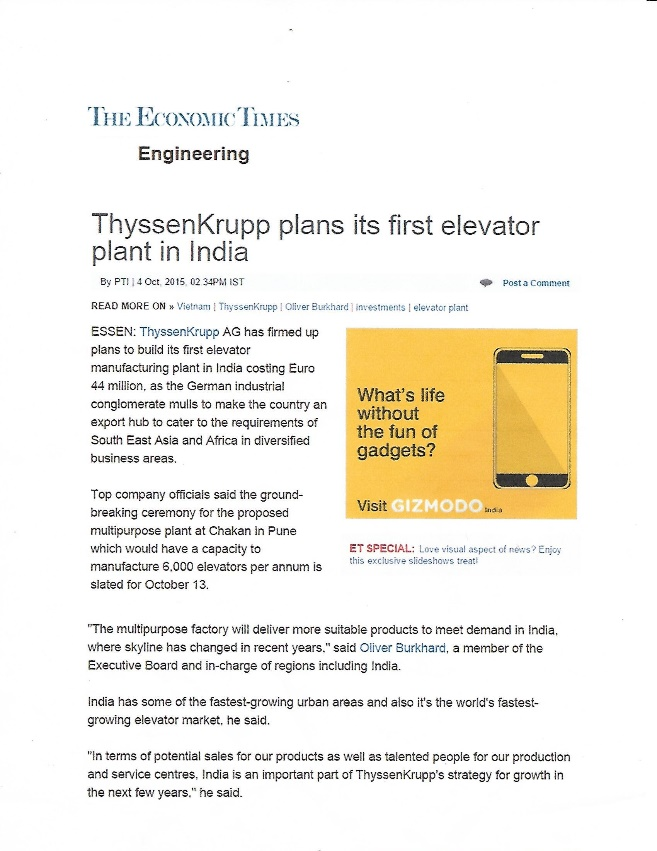 THE ECONOMIC TIMES
Engineering
ThyssenKrupp plans its first elevator
plant in India
By PTI | 4 Oct, 2015, 02:34PM IST
Post a Comment
READ MORE ON » Vietnam | ThyssenKrupp | Oliver Burkhard | investments | elevator plant
ESSEN: ThyssenKrupp AG has firmed up
plans to build its first elevator
manufacturing plant in India costing Euro
44 million, as the German industrial
conglomerate mulls to make the country an
export hub to cater to the requirements of
South East Asia and Africa in diversified
business areas.
Top company officials said the ground-
breaking ceremony for the proposed
multipurpose plant at Chakan in Pune
which would have a capacity to
manufacture 6,000 elevators per annum is
slated for October 13.
What's life
without
the fun of
gadgets?
Visit GIZMODO India
ET SPECIAL: Love visual aspect of news? Enjoy
this exclusive slideshows treat!
"The multipurpose factory will deliver more suitable products to meet demand in India,
where skyline has changed in recent years," said Oliver Burkhard, a member of the
Executive Board and in-charge of regions including India.
India has some of the fastest-growing urban areas and also it's the world's fastest-
growing elevator market, he said.
"In terms of potential sales for our products as well as talented people for our production
and service centres, India is an important part of ThyssenKrupp's strategy for growth in
the next few years," he said.